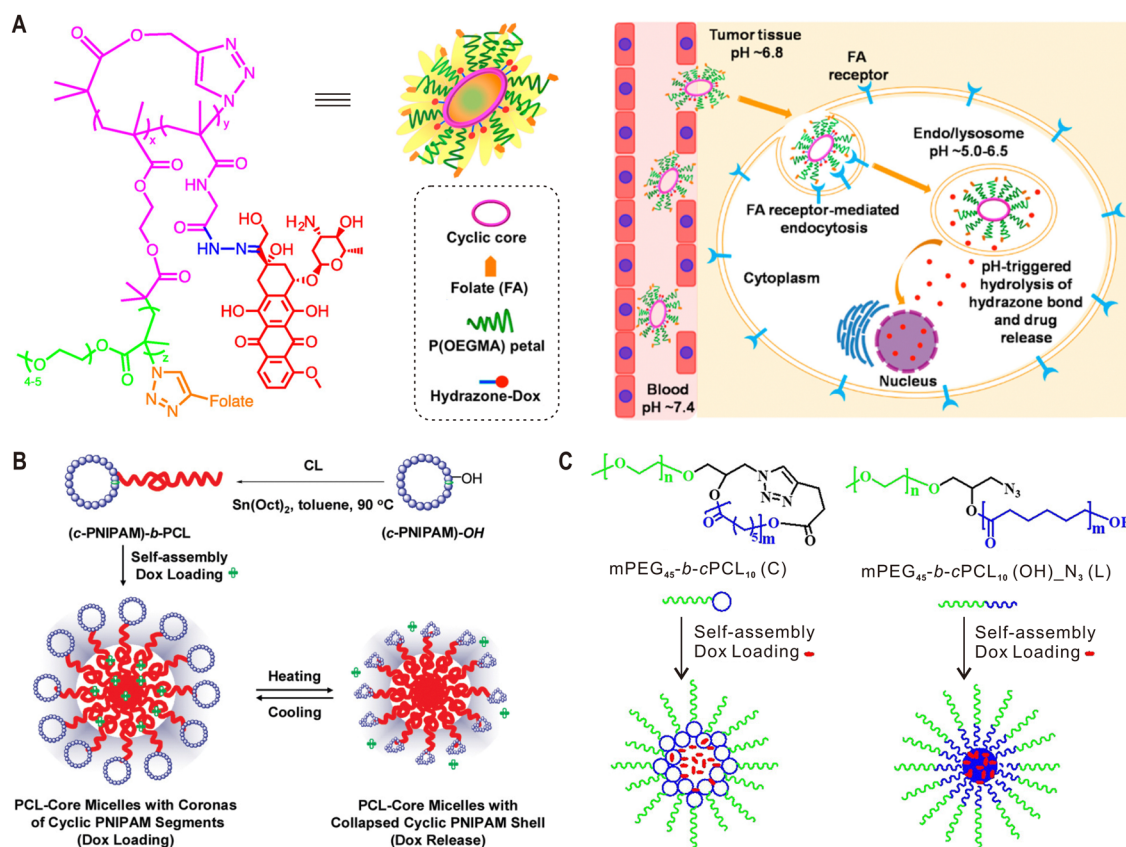 A
O
O
N
N
N
x
y
O
O
O
NH
O
O
HN-N
HO
OH
H₂N
OH
O
O
O
O
OH
OH
OH
O
O
O
O
O
4-5
O
z
N
N
N
Folate
Cyclic core
Folate (FA)
P(OEGMA) petal
Hydrazone-Dox
Tumor tissue
pH ~6.8
FA
receptor
Endo/lysosome
pH ~5.0-6.5
FA receptor-mediated
endocytosis
Cytoplasm
pH-triggered
hydrolysis of
hydrazone bond
and drug
release
Nucleus
Blood
pH ~7.4
B
CL
Sn(Oct)₂, toluene, 90 ºC
OH
(c-PNIPAM)-b-PCL
(c-PNIPAM)-OH
Self-assembly
Dox Loading
Heating
Cooling
PCL-Core Micelles with Coronas
of Cyclic PNIPAM Segments
(Dox Loading)
PCL-Core Micelles with
Collapsed Cyclic PNIPAM Shell
(Dox Release)
C
O
n
O
N
N
N
O
O
5
m
O
O
O
n
O
N₃
O
O
m
OH
mPEG₄₅-b-cPCL₁₀ (C)
mPEG₄₅-b-cPCL₁₀ (OH)_N₃ (L)
Self-assembly
Dox Loading
Self-assembly
Dox Loading